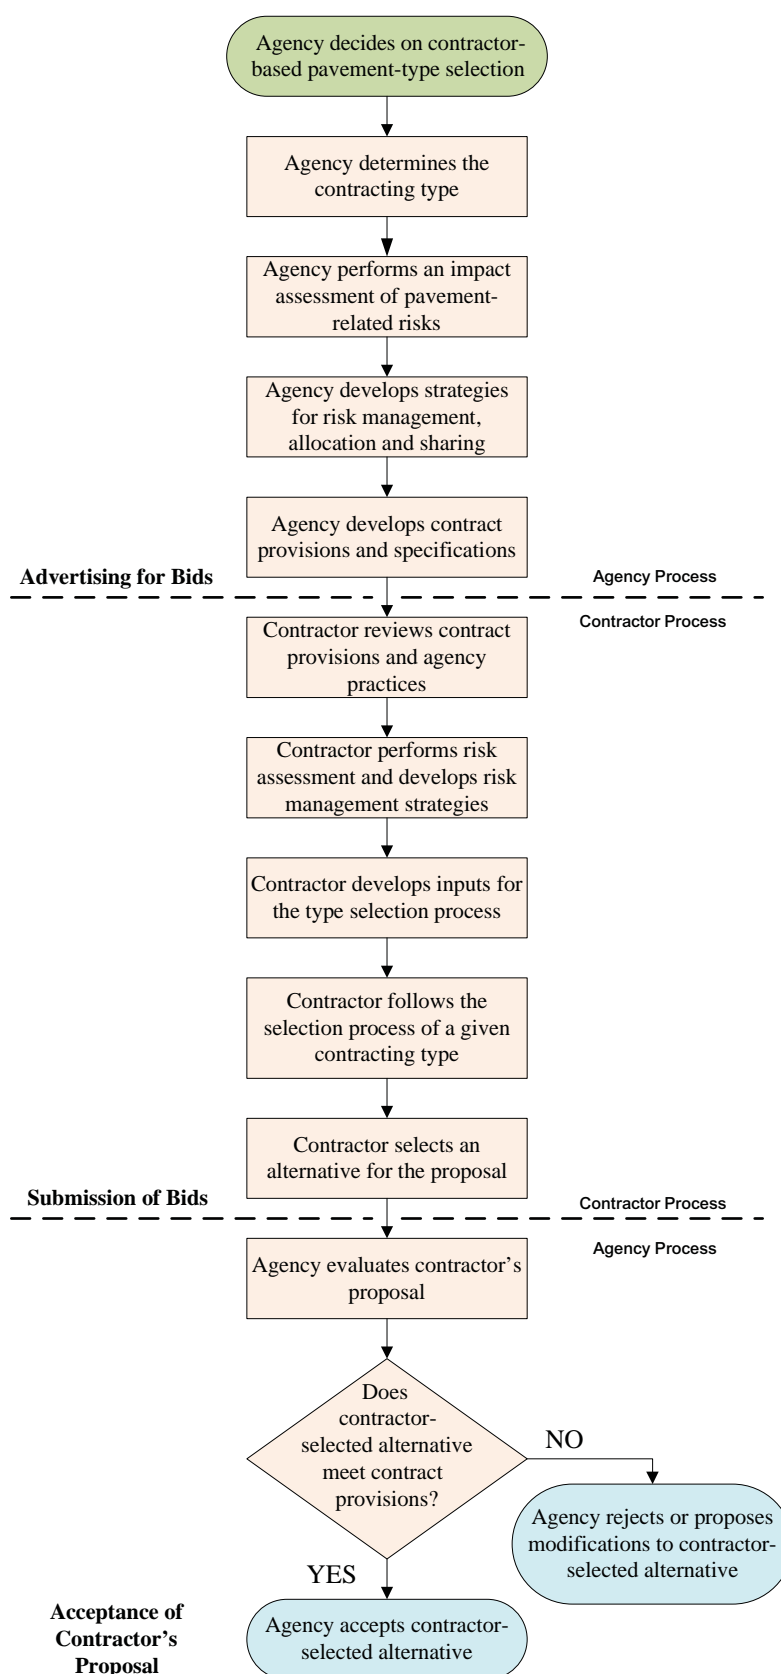 Agency decides on contractor-
based pavement-type selection
Agency determines the
contracting type
Agency performs an impact
assessment of pavement-
related risks
Agency develops strategies
for risk management,
allocation and sharing
Agency develops contract
provisions and specifications
Advertising for Bids
Agency Process
Contractor Process
Contractor reviews contract
provisions and agency
practices
Contractor performs risk
assessment and develops risk
management strategies
Contractor develops inputs for
the type selection process
Contractor follows the
selection process of a given
contracting type
Contractor selects an
alternative for the proposal
Submission of Bids
Contractor Process
Agency Process
Agency evaluates contractor's
proposal
Does
contractor-
selected alternative
meet contract
provisions?
NO
Agency rejects or proposes
modifications to contractor-
selected alternative
YES
Agency accepts contractor-
selected alternative
Acceptance of
Contractor's
Proposal